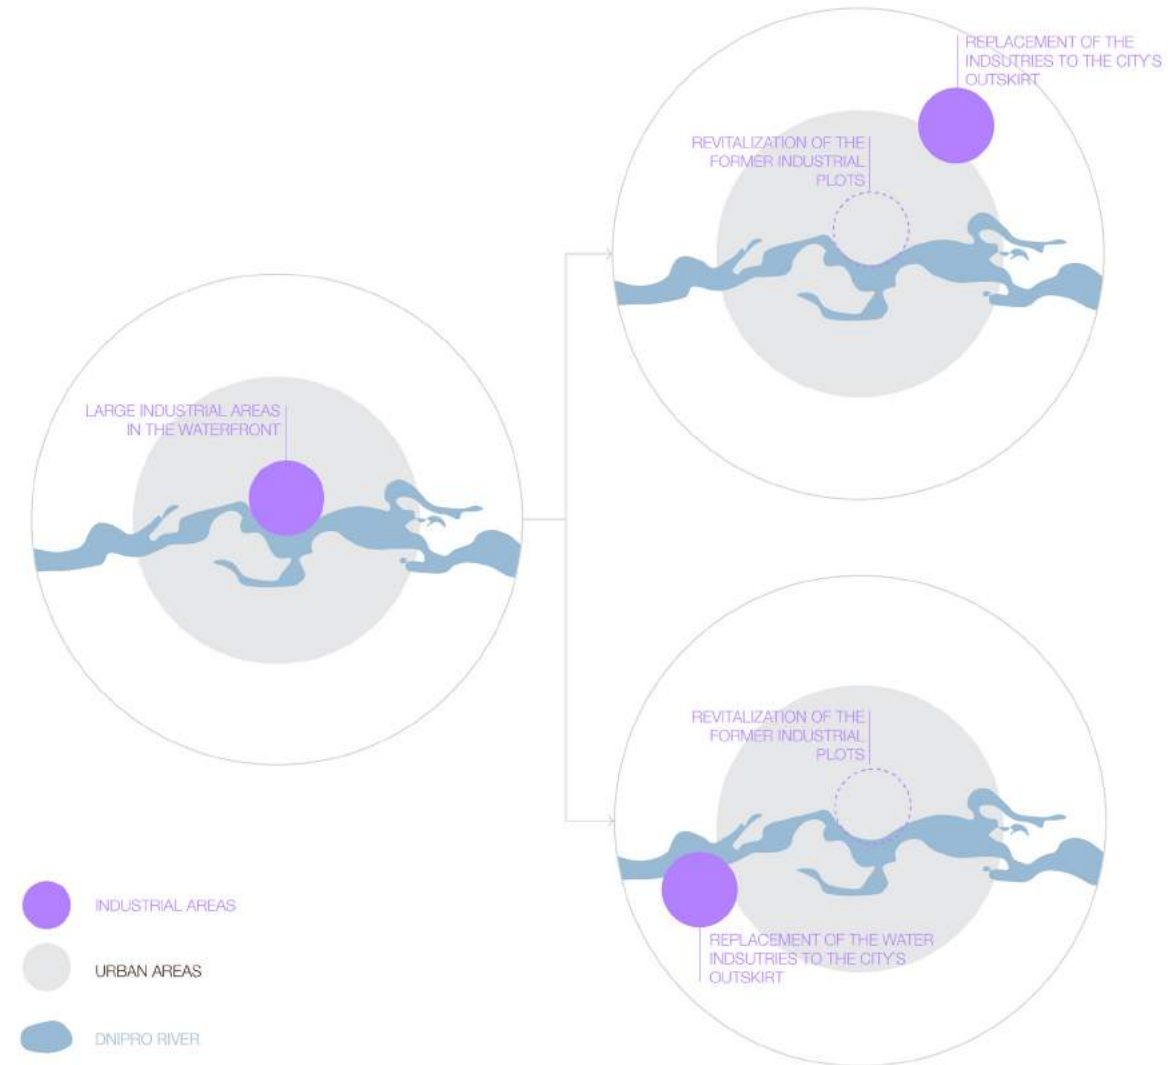 REPLACEMENT OF THE
INDSUTRIES TO THE CITY'S
OUTSKIRT
REVITALIZATION OF THE
FORMER INDUSTRIAL
PLOTS
LARGE INDUSTRIAL AREAS
IN THE WATERFRONT
REVITALIZATION OF THE
FORMER INDUSTRIAL
PLOTS
REPLACEMENT OF THE WATER
INDSUTRIES TO THE CITY'S
OUTSKIRT
INDUSTRIAL AREAS
URBAN AREAS
DNIPRO RIVER